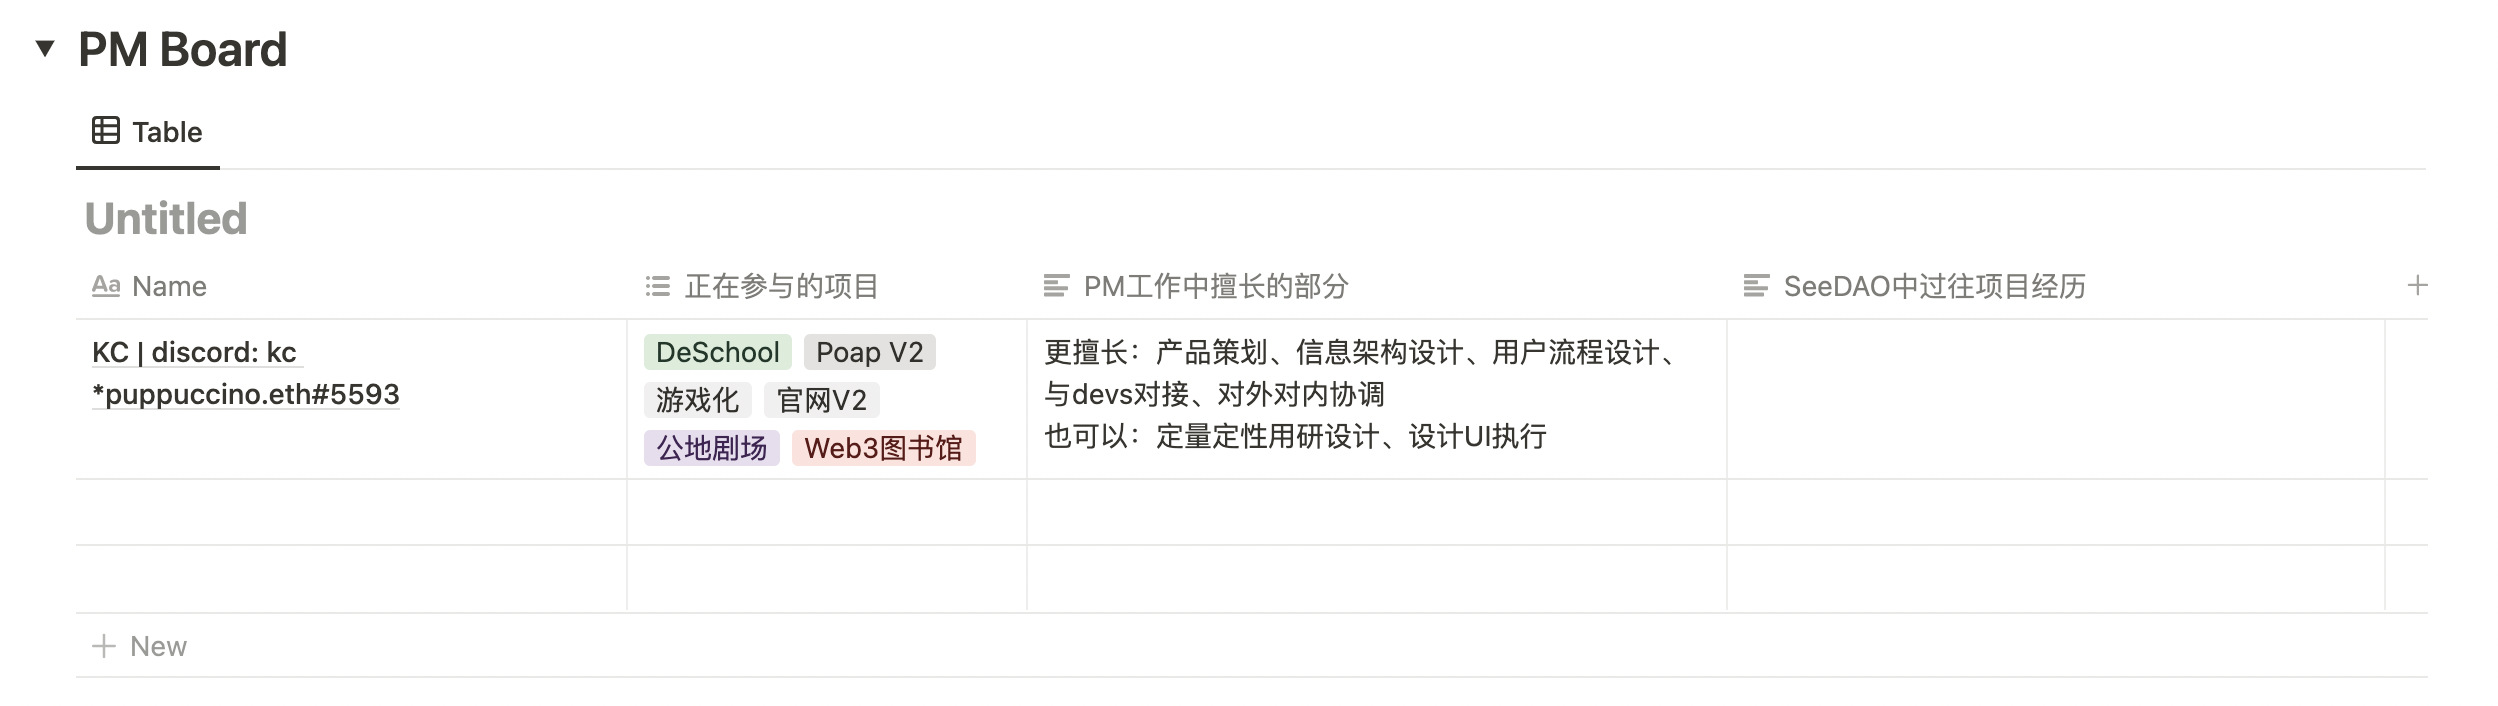 PM Board
Table
Untitled
Name 正在参与的项目 PM工作中擅长的部分 SeeDAO中过往项目经历
KC | discord: kc
*puppuccino.eth#5593
DeSchool Poap V2
游戏化 官网V2
公地剧场 Web3图书馆
更擅长：产品策划、信息架构设计、用户流程设计、
与devs对接、对外对内协调
也可以：定量定性用研设计、设计UI执行
New